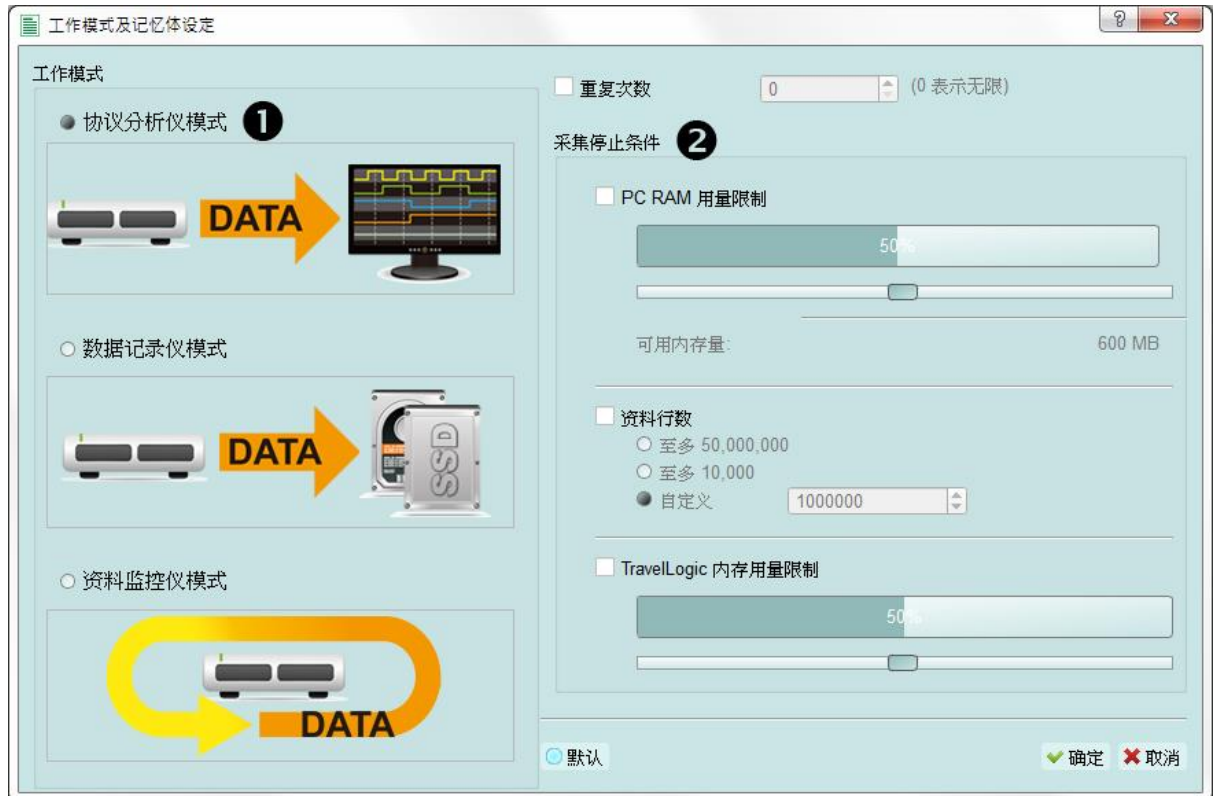 工作模式及记忆体设定
工作模式
协议分析仪模式 ❶
DATA
数据记录仪模式
DATA
SSD
资料监控仪模式
DATA
重复次数 0 (0 表示无限)
采集停止条件 ❷
PC RAM 用量限制
50%
可用内存量: 600 MB
资料行数
至多 50,000,000
至多 10,000
自定义 1000000
TravelLogic 内存用量限制
50%
默认 确定 取消